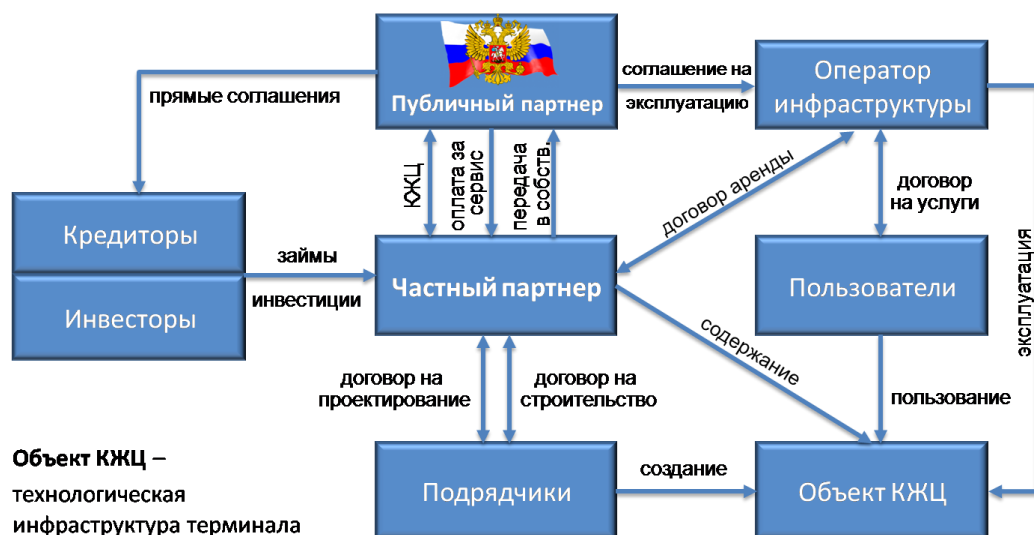 Публичный партнер
соглашение на
эксплуатацию
Оператор
инфраструктуры
прямые соглашения
КЖЦ
оплата за
сервис
передача
в собств.
договор аренды
договор
на услуги
эксплуатация
Кредиторы
Инвесторы
займы
инвестиции
Частный партнер
Пользователи
содержание
договор на
проектирование
договор на
строительство
пользование
Объект КЖЦ –
технологическая
инфраструктура терминала
Подрядчики
создание
Объект КЖЦ